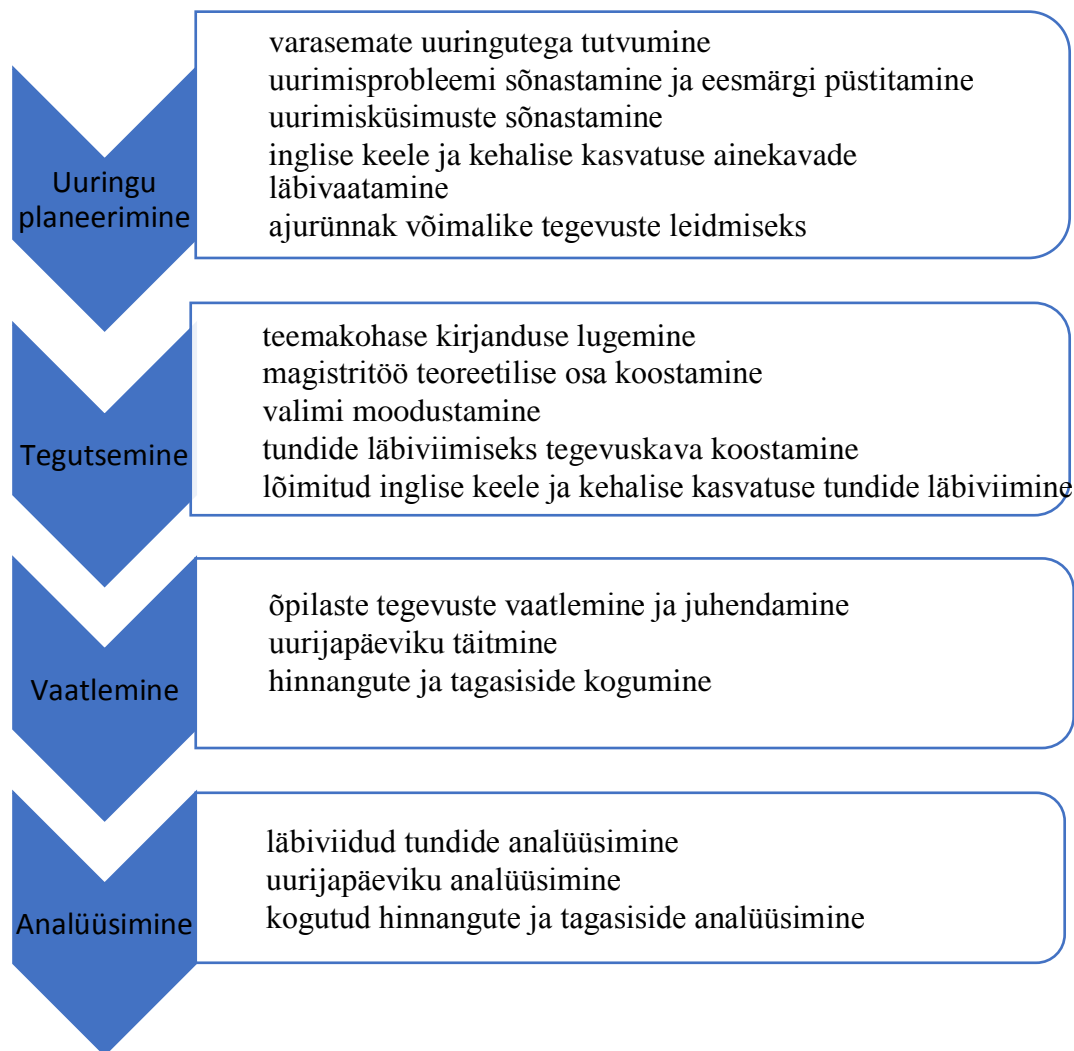 varasemate uuringutega tutvumine
uurimisprobleemi sõnastamine ja eesmärgi püstitamine
uurimisküsimuste sõnastamine
inglise keele ja kehalise kasvatuse ainekavade
läbivaatamine
ajurünnak võimalike tegevuste leidmiseks
Uuringu
planeerimine
teemakohase kirjanduse lugemine
magistritöö teoreetilise osa koostamine
valimi moodustamine
tundide läbiviimiseks tegevuskava koostamine
lõimitud inglise keele ja kehalise kasvatuse tundide läbiviimine
Tegutsemine
õpilaste tegevuste vaatlemine ja juhendamine
uurijapäeviku täitmine
hinnangute ja tagasiside kogumine
Vaatlemine
läbiviidud tundide analüüsimine
uurijapäeviku analüüsimine
kogutud hinnangute ja tagasiside analüüsimine
Analüüsimine